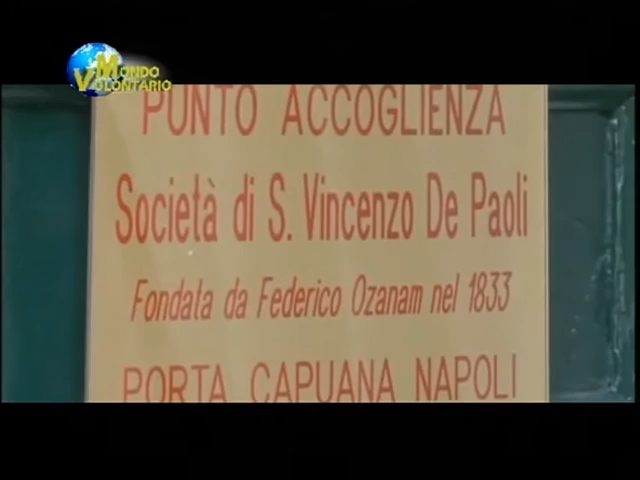 MONDO
VOLONTARIO
PUNTO ACCOGLIENZA
Società di S. Vincenzo De Paoli
Fondata da Federico Ozanam nel 1833
PORTA CAPUANA NAPOLI